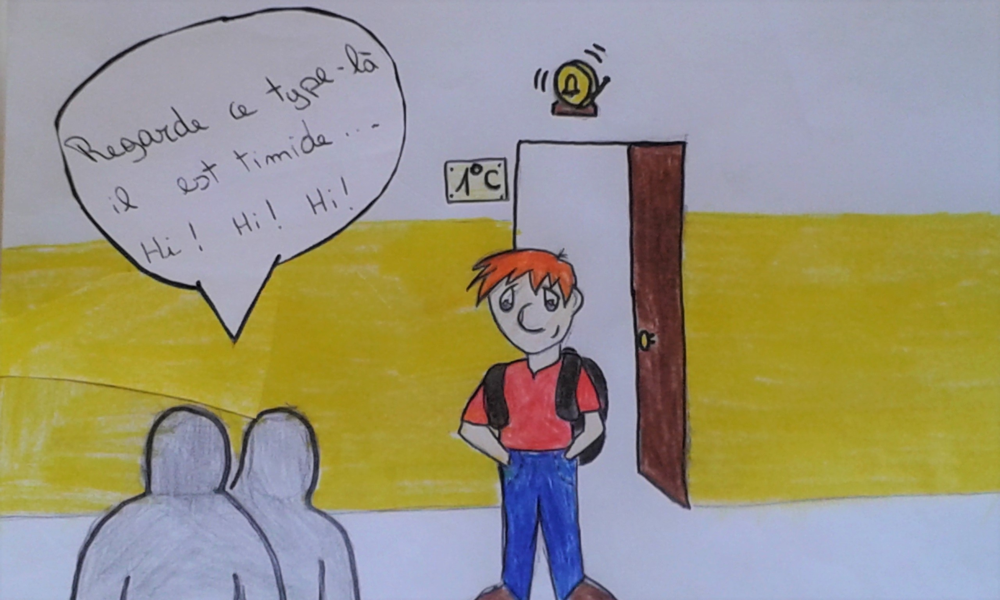 Regarde ce type-là
il est timide...
Hi! Hi! Hi!
1°C